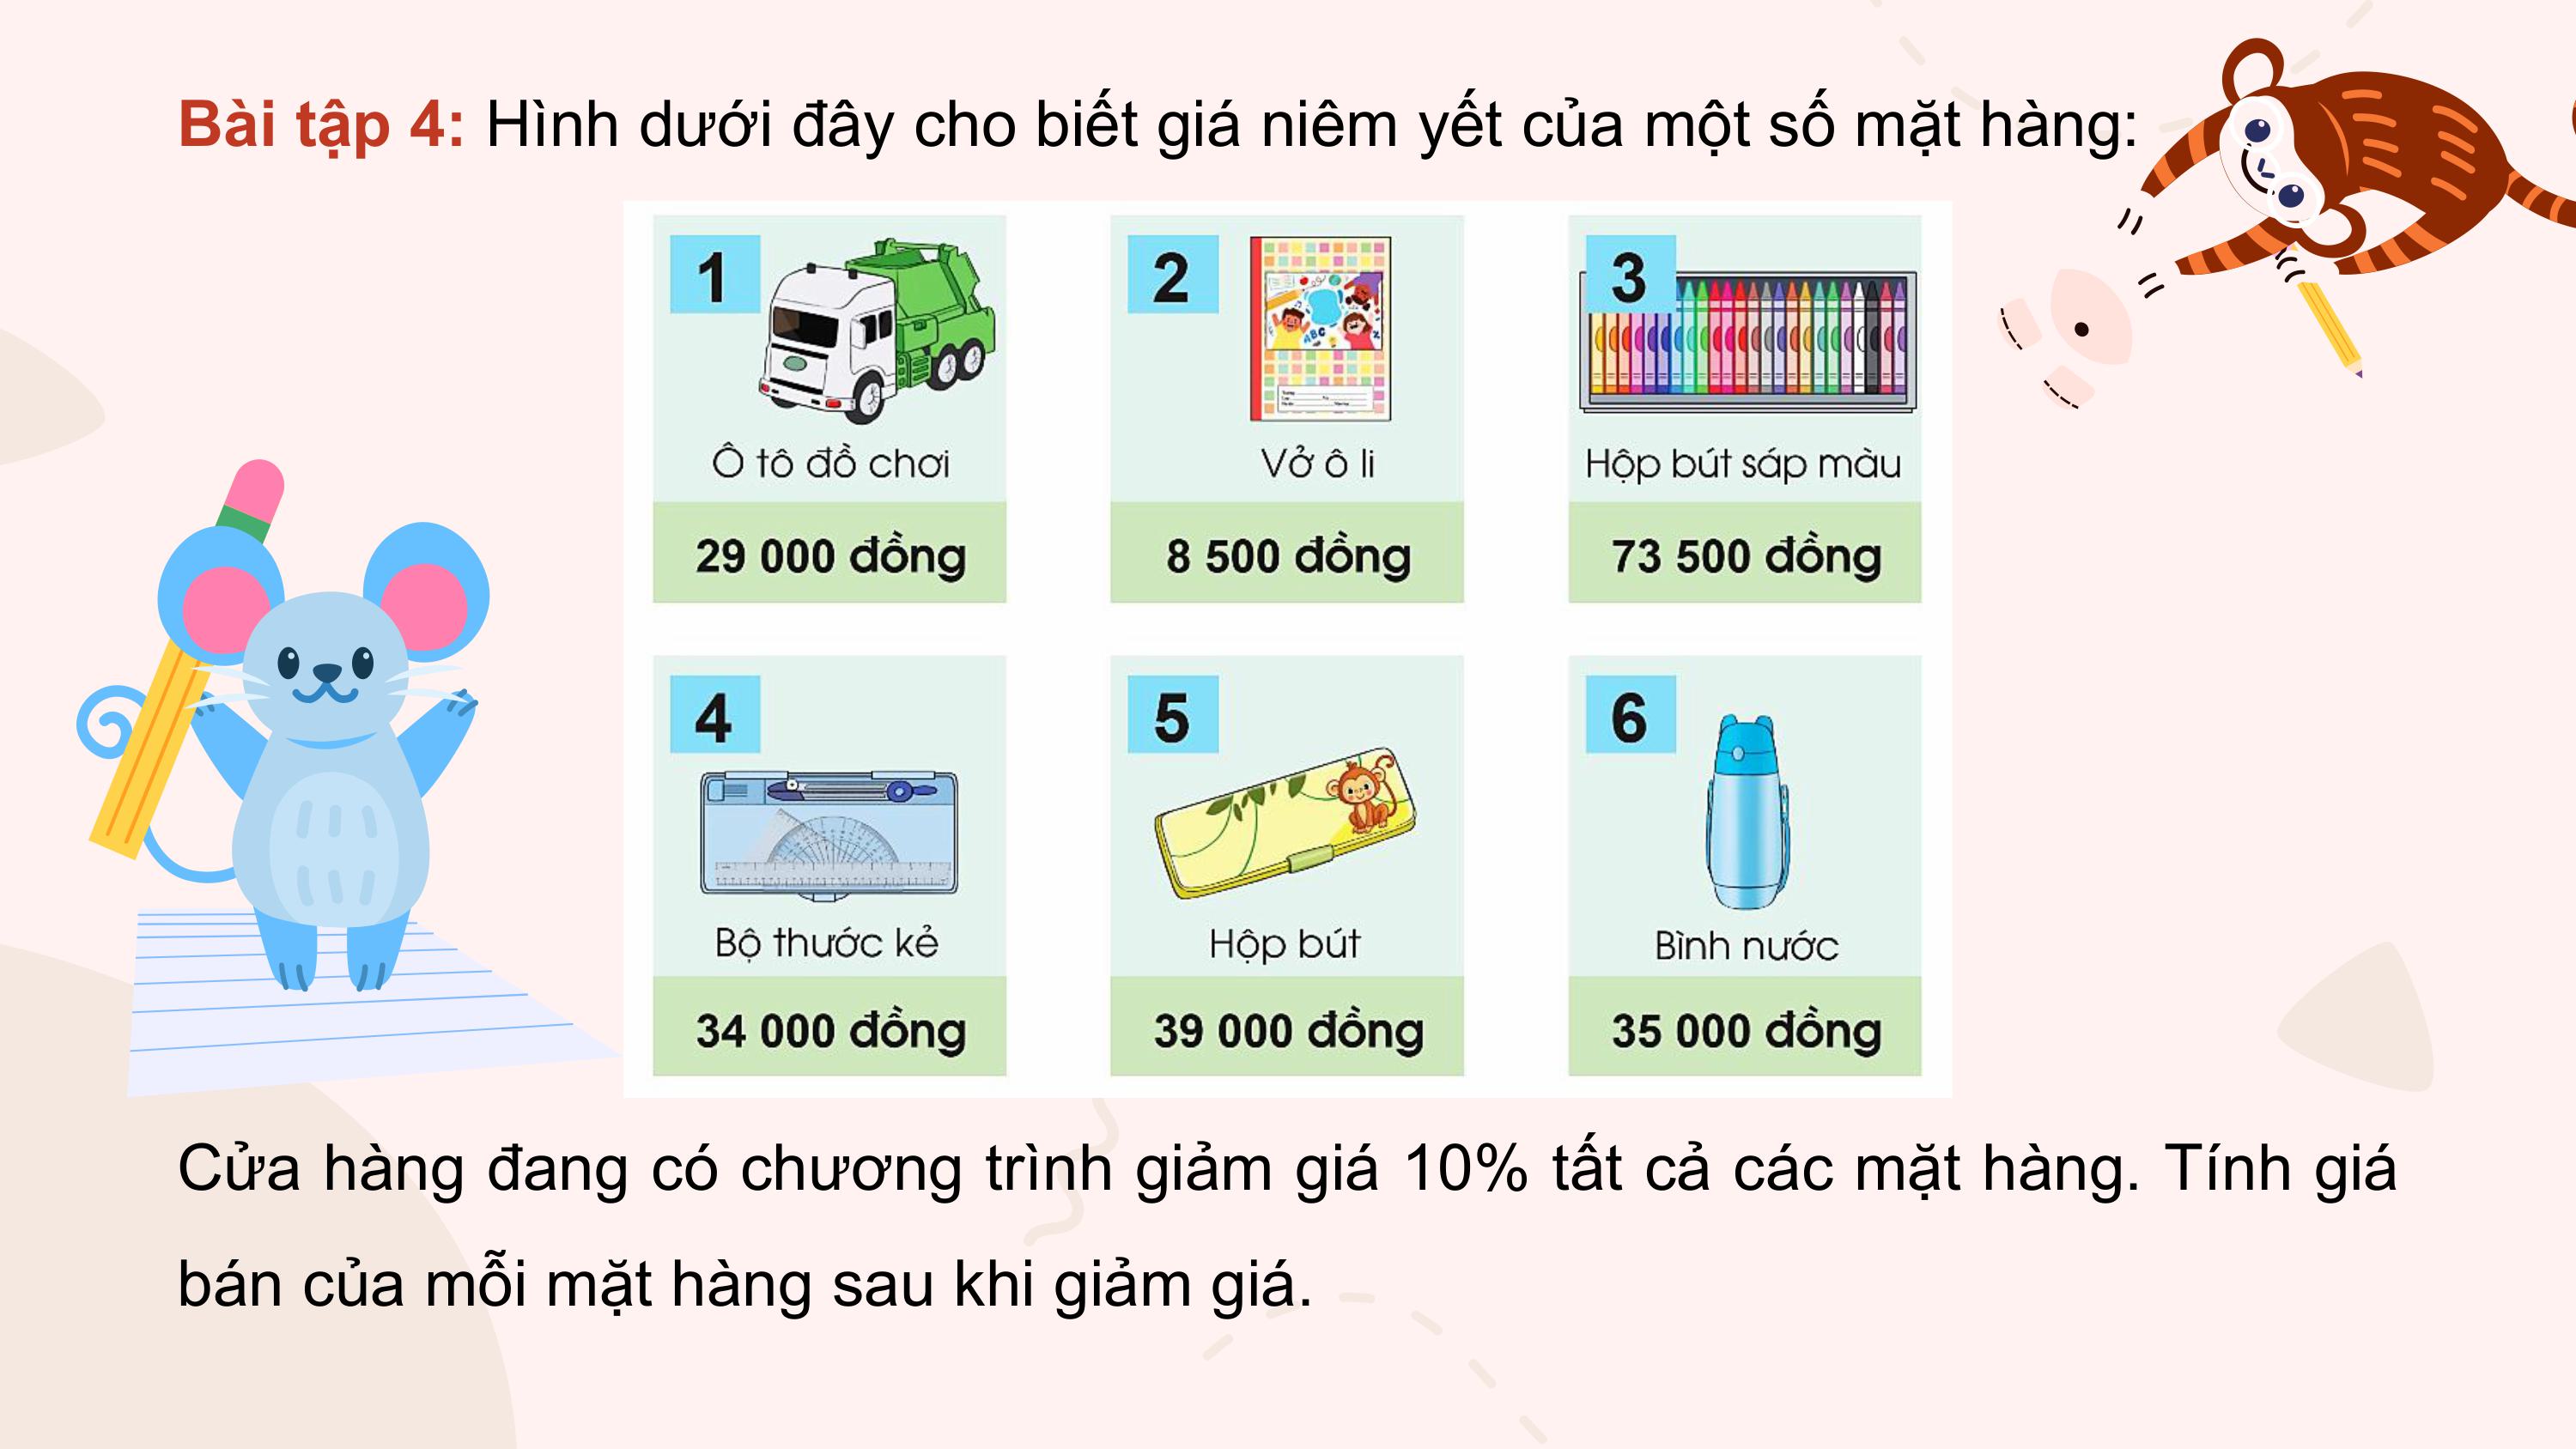 Bài tập 4: Hình dưới đây cho biết giá niêm yết của một số mặt hàng:
1
2
3
Ô tô đồ chơi
Vở ô li
Hộp bút sáp màu
29 000 đồng
8 500 đồng
73 500 đồng
4
5
6
Bộ thước kẻ
Hộp bút
Bình nước
34 000 đồng
39 000 đồng
35 000 đồng
Cửa hàng đang có chương trình giảm giá 10% tất cả các mặt hàng. Tính giá
bán của mỗi mặt hàng sau khi giảm giá.